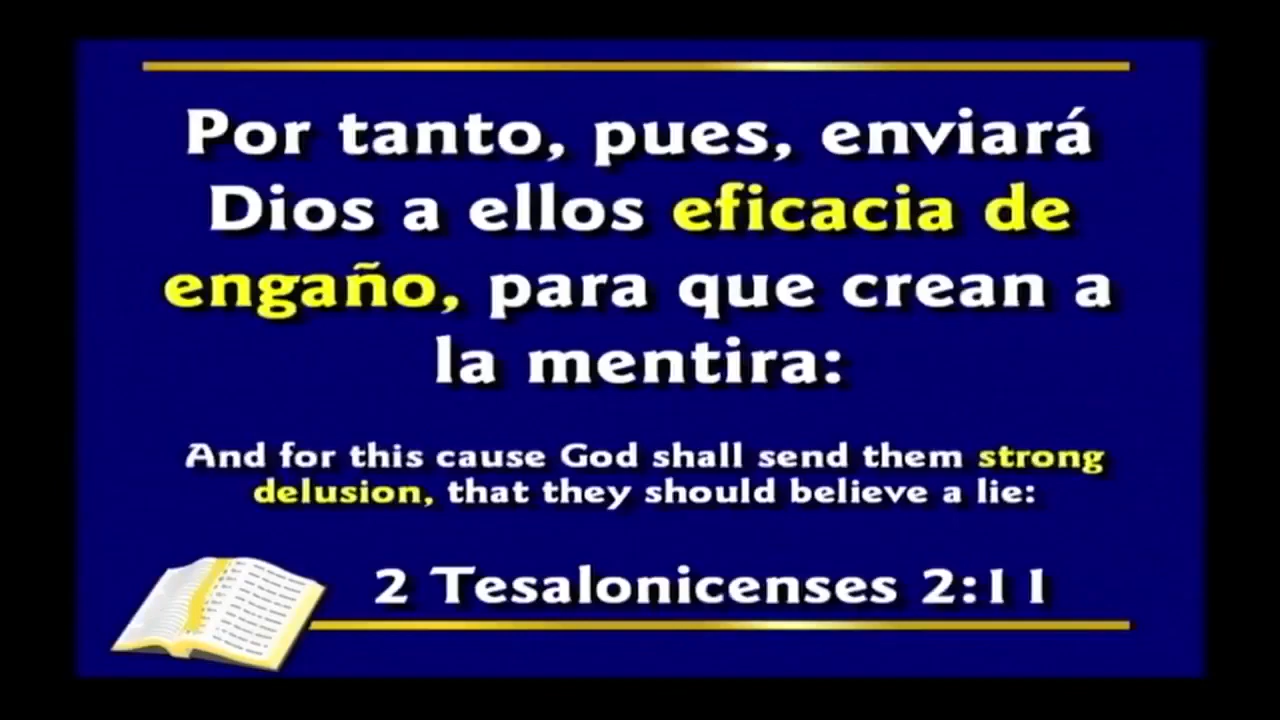 Por tanto, pues, enviará
Dios a ellos eficacia de
engaño, para que crean a
la mentira:
And for this cause God shall send them strong
delusion, that they should believe a lie:
2 Tesalonicenses 2:11